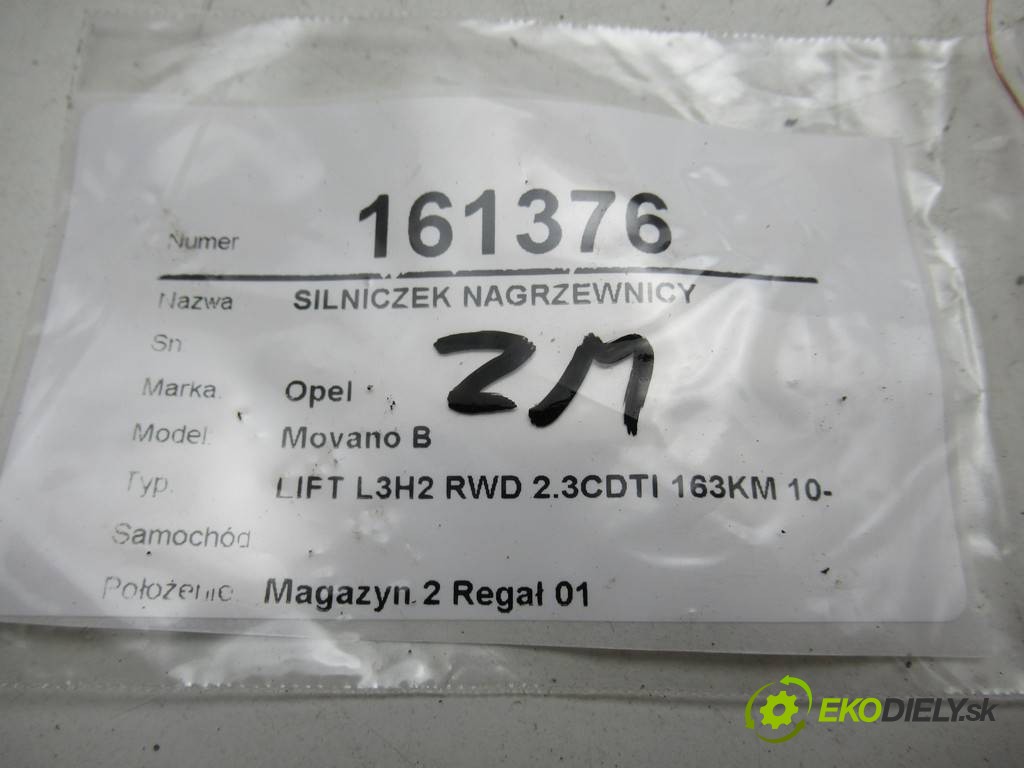 Numer 161376
Nazwa SILNICZEK NAGRZEWNICY
Sn
ZM
Marka Opel
Model Movano B
Typ. LIFT L3H2 RWD 2.3CDTI 163KM 10-
Samochód
Położenie Magazyn 2 Regał 01
EKODIELY.sk